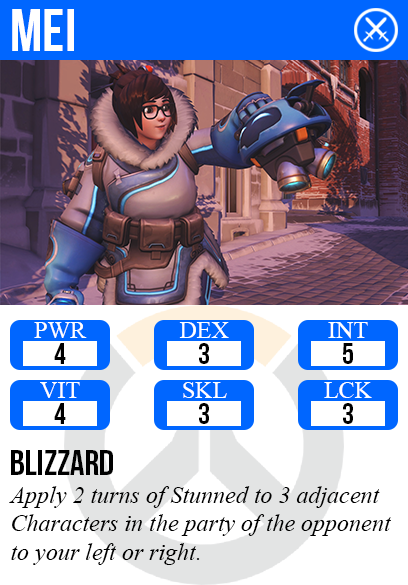 MEI
PWR DEX INT
4 3 5
VIT SKL LCK
4 3 3
BLIZZARD
Apply 2 turns of Stunned to 3 adjacent
Characters in the party of the opponent
to your left or right.